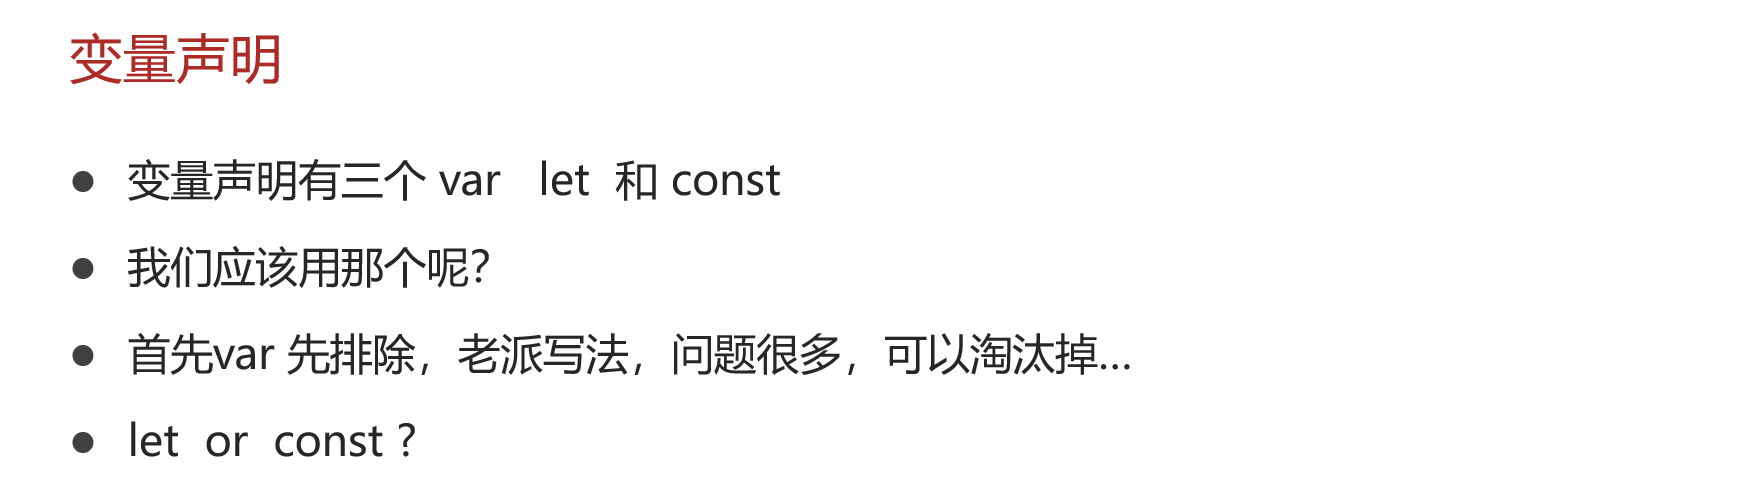 变量声明
● 变量声明有三个 var let 和 const
● 我们应该用那个呢？
● 首先var 先排除，老派写法，问题很多，可以淘汰掉…
● let or const ?